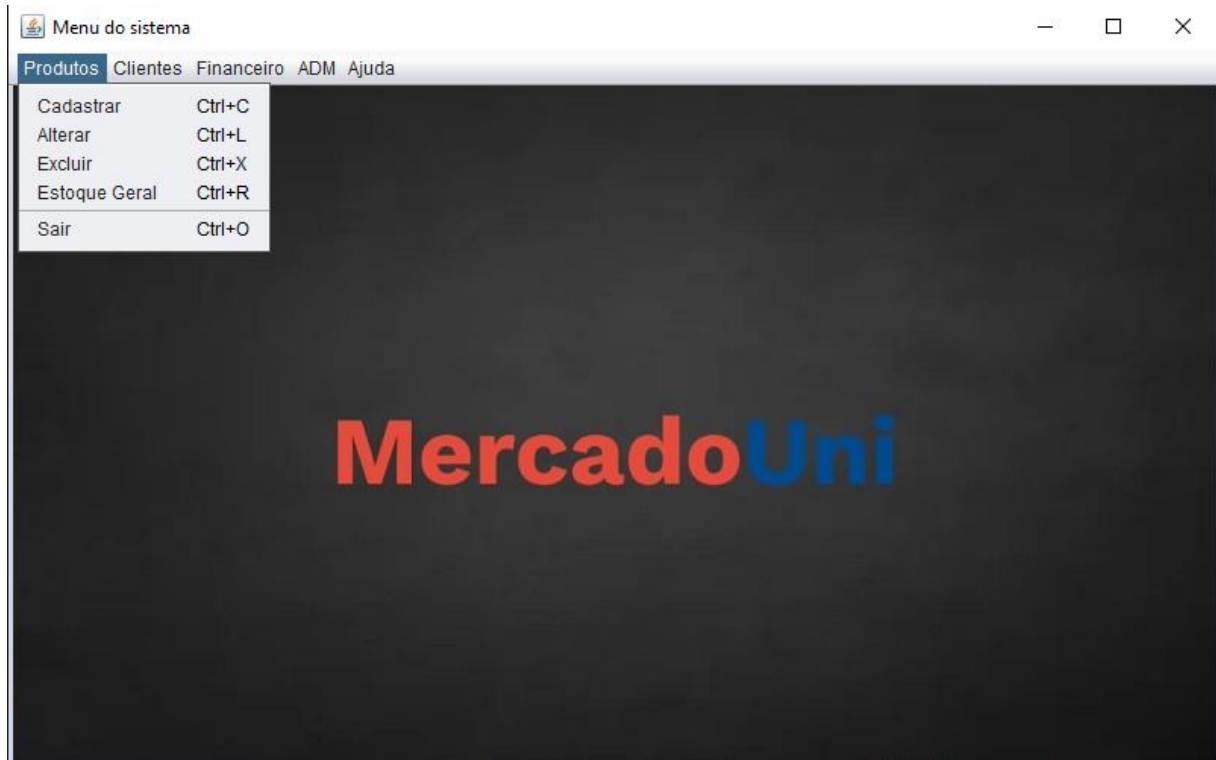 Menu do sistema
Produtos Clientes Financeiro ADM Ajuda
Cadastrar Ctrl+C
Alterar Ctrl+L
Excluir Ctrl+X
Estoque Geral Ctrl+R
Sair Ctrl+O
MercadoUni